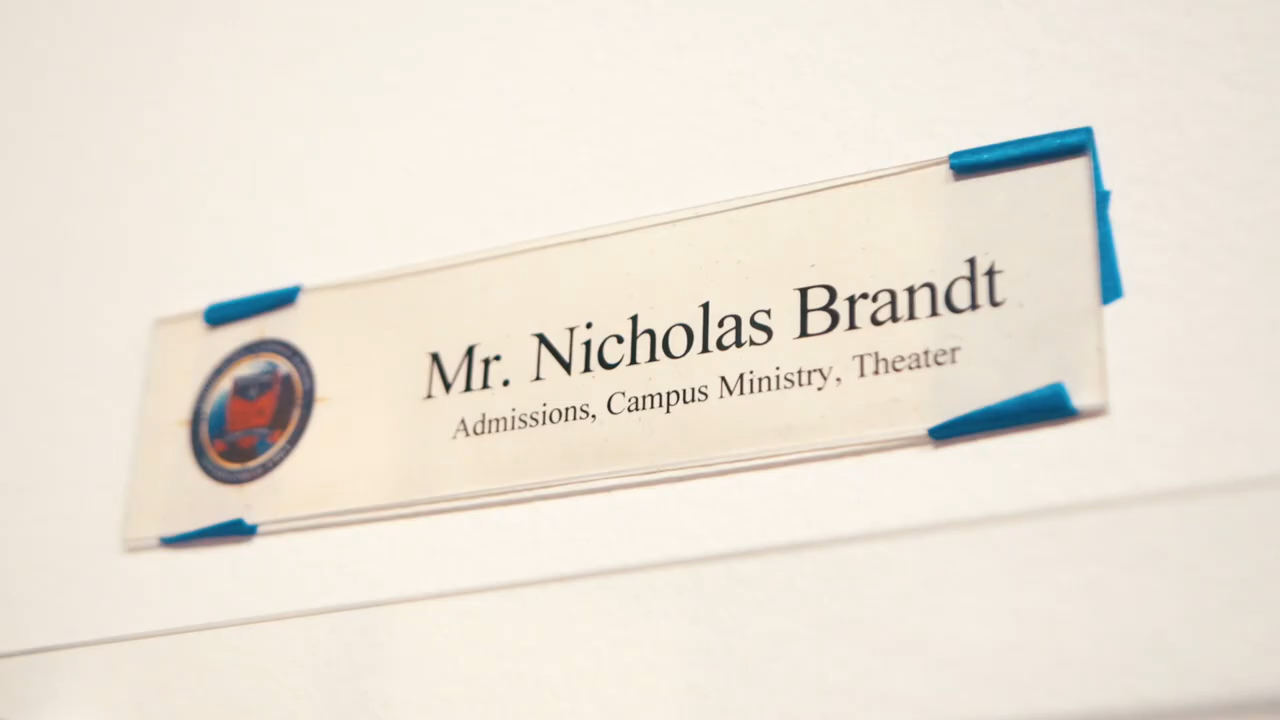 Mr. Nicholas Brandt
Admissions, Campus Ministry, Theater